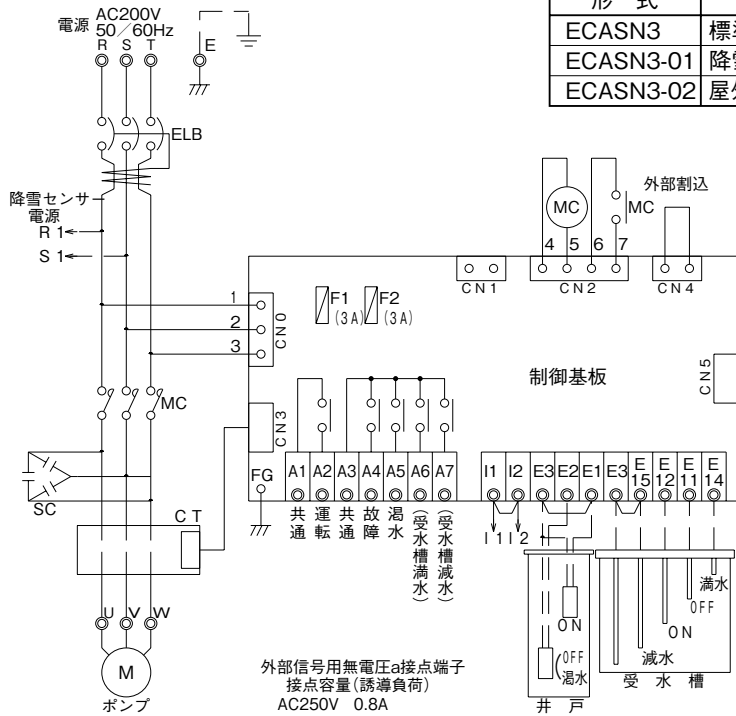 電源
AC200V
50/60Hz
R S T
E
形 式
ECASN3
ECASN3-01
ECASN3-02
ELB
降雪センサ
電源
R1
S1
MC
MC
外部割込
4 5 6 7
CN1
CN2
CN4
1
2
3
CN0
F1
(3A)
F2
(3A)
制御基板
CN5
MC
CN3
FG
A1 A2 A3 A4 A5 A6 A7
共通
運転
共通
故障
渇水
(受水槽満水)
(受水槽減水)
I1 I2 E3 E2 E1 E3 E15 E12 E11 E14
I1 I2
SC
CT
U V W
M
ポンプ
ON
OFF
渇水
井戸
満水
OFF
ON
減水
受水槽
外部信号用無電圧a接点端子
接点容量(誘導負荷)
AC250V 0.8A